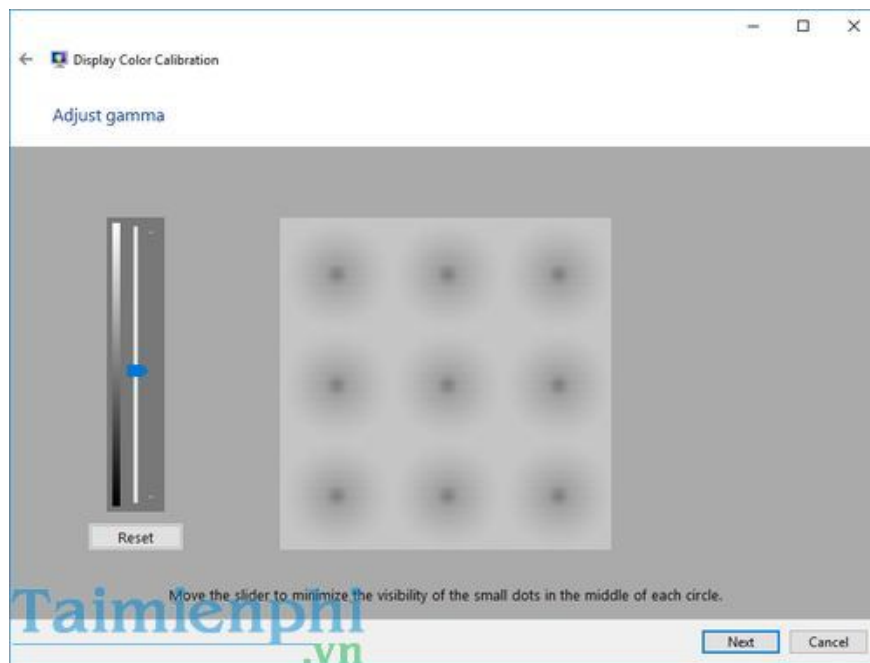 Display Color Calibration
Adjust gamma
Reset
Move the slider to minimize the visibility of the small dots in the middle of each circle.
Taimienphi
.vn
Next
Cancel